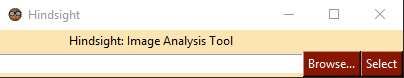 Hindsight
Hindsight: Image Analysis Tool
Browse... Select